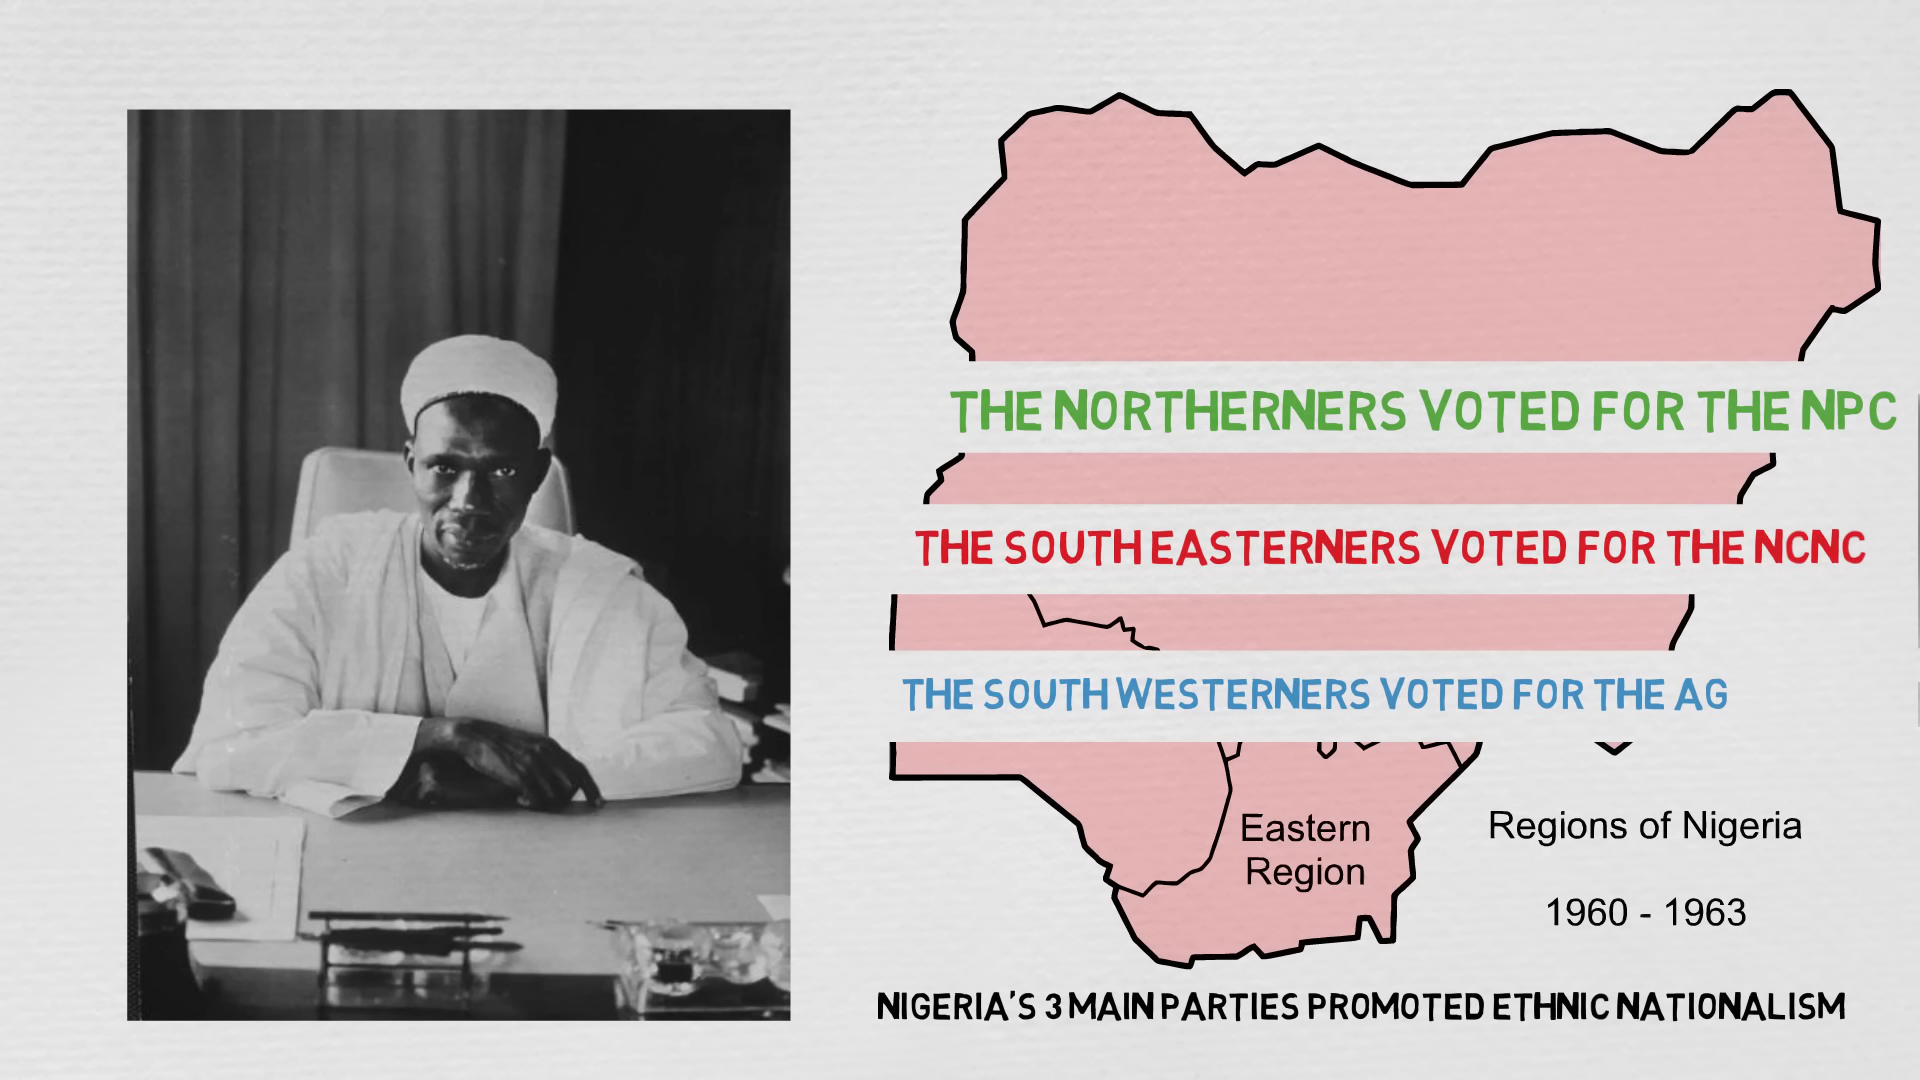 THE NORTHERNERS VOTED FOR THE NPC
THE SOUTH EASTERNERS VOTED FOR THE NCNC
THE SOUTH WESTERNERS VOTED FOR THE AG
Eastern
Region
Regions of Nigeria
1960 - 1963
NIGERIA'S 3 MAIN PARTIES PROMOTED ETHNIC NATIONALISM